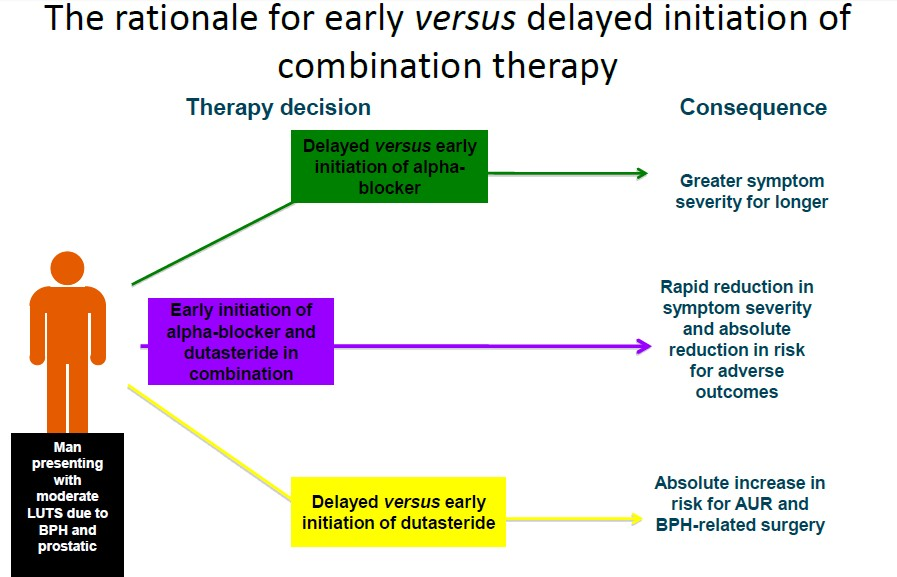 The rationale for early versus delayed initiation of
combination therapy
Therapy decision
Consequence
Delayed versus early
initiation of alpha-
blocker
Greater symptom
severity for longer
Early initiation of
alpha-blocker and
dutasteride in
combination
Rapid reduction in
symptom severity
and absolute
reduction in risk
for adverse
outcomes
Man
presenting
with
moderate
LUTS due to
BPH and
prostatic
Delayed versus early
initiation of dutasteride
Absolute increase in
risk for AUR and
BPH-related surgery